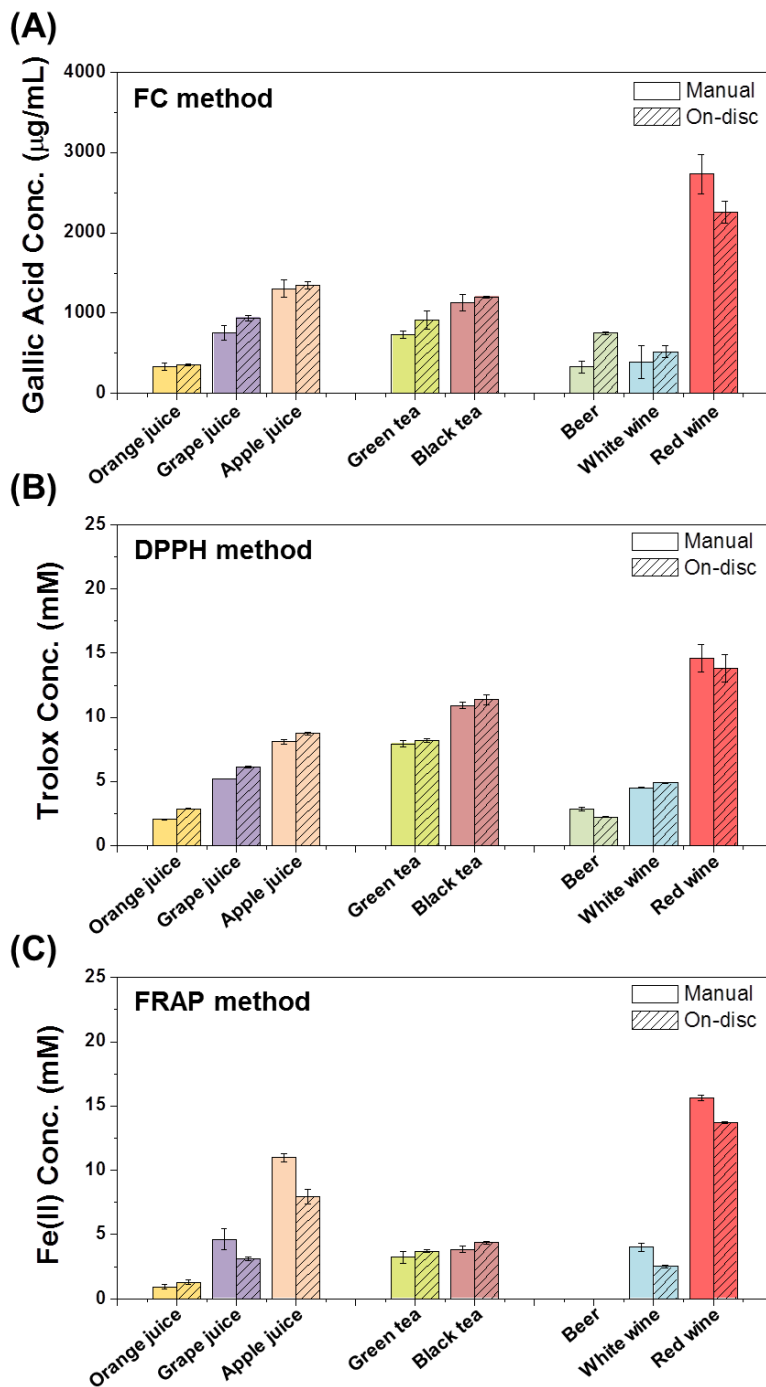 (A)
FC method
Manual
On-disc
Gallic Acid Conc. (μg/mL)
4000
3000
2000
1000
0
Orange juice
Grape juice
Apple juice
Green tea
Black tea
Beer
White wine
Red wine
(B)
DPPH method
Manual
On-disc
Trolox Conc. (mM)
25
20
15
10
5
0
Orange juice
Grape juice
Apple juice
Green tea
Black tea
Beer
White wine
Red wine
(C)
FRAP method
Manual
On-disc
Fe(II) Conc. (mM)
25
20
15
10
5
0
Orange juice
Grape juice
Apple juice
Green tea
Black tea
Beer
White wine
Red wine